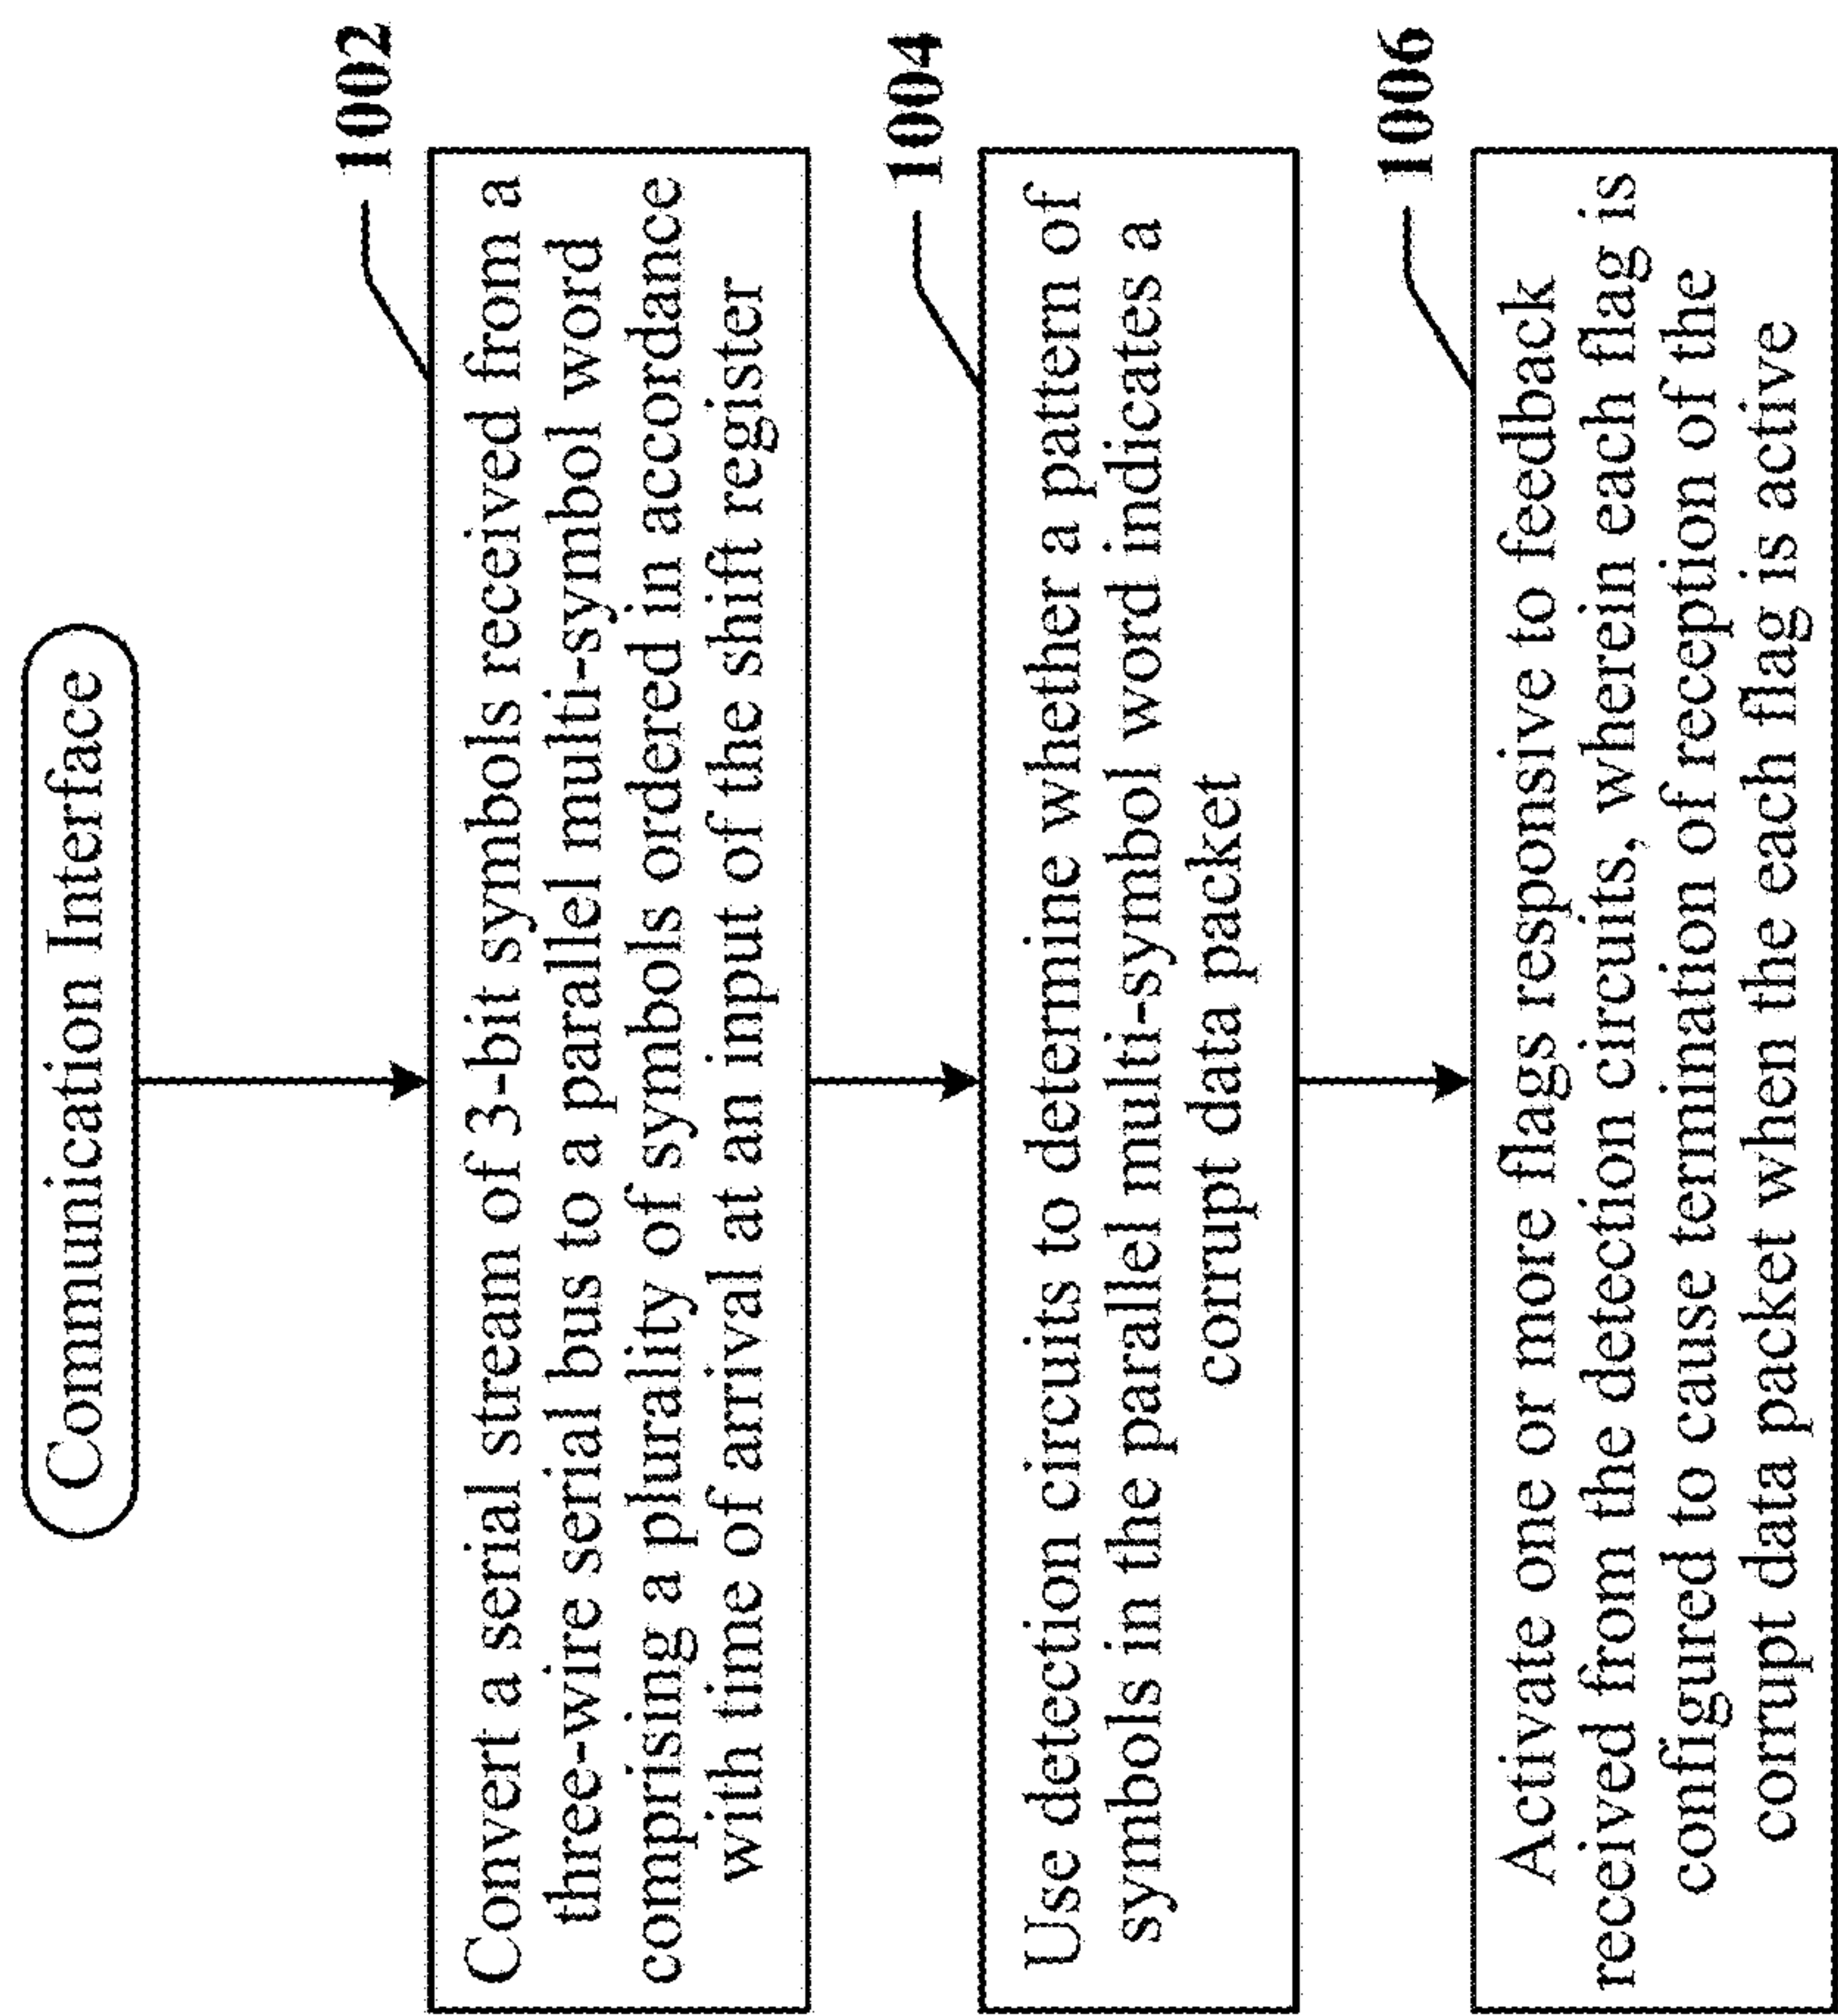 Communication Interface
1002
Convert a serial stream of 3-bit symbols received from a
three-wire serial bus to a parallel multi-symbol word
comprising a plurality of symbols ordered in accordance
with time of arrival at an input of the shift register
1004
Use detection circuits to determine whether a pattern of
symbols in the parallel multi-symbol word indicates a
corrupt data packet
1006
Activate one or more flags responsive to feedback
received from the detection circuits, wherein each flag is
configured to cause termination of reception of the
corrupt data packet when the each flag is active